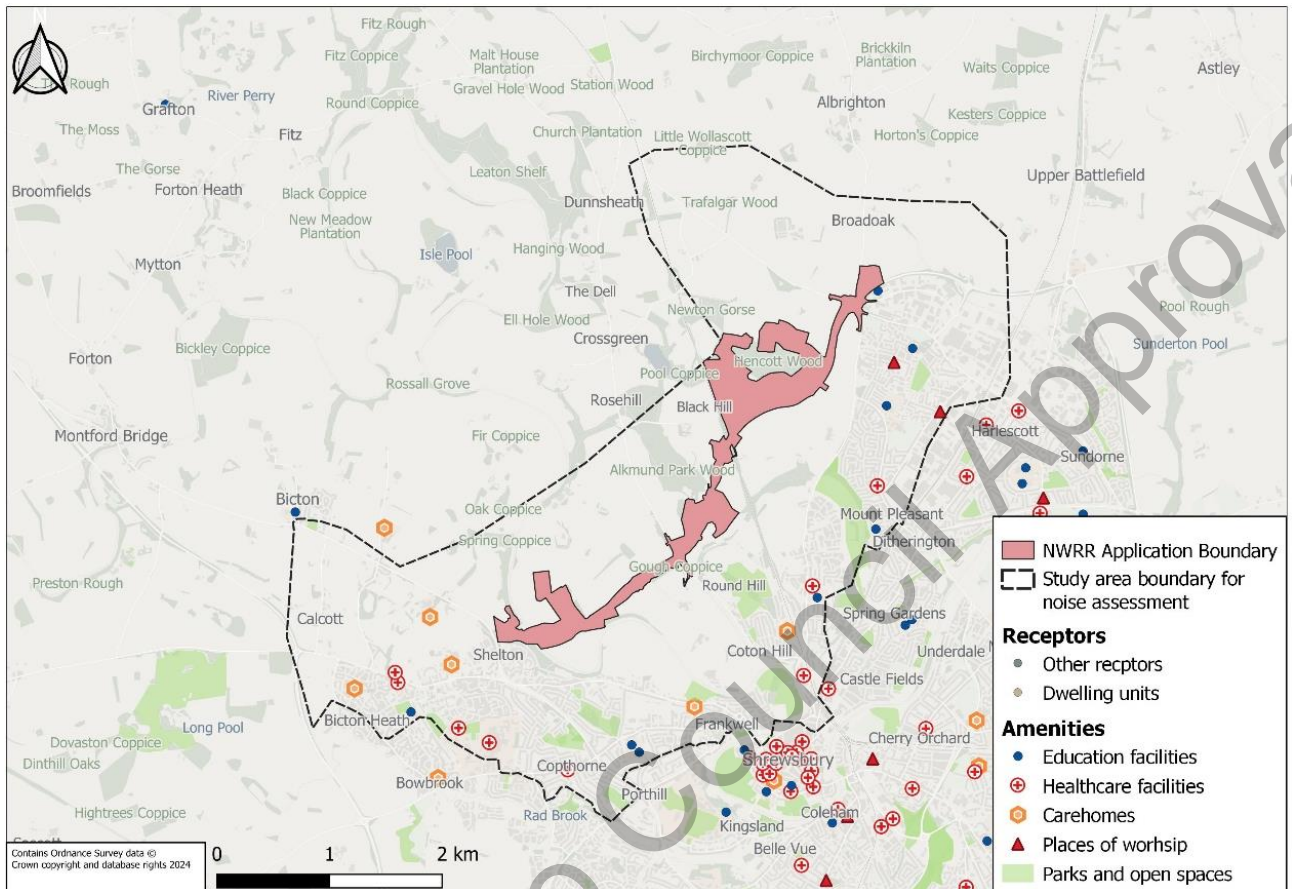 N
Fitz Rough
Fitz Coppice
Malt House
Plantation
Birchymoor Coppice
Brickkiln
Plantation
Waits Coppice
Astley
Rough
River Perry
Grafton
Round Coppice
Gravel Hole Wood
Station Wood
Albrighton
Kesters Coppice
The Moss
Fitz
Church Plantation
Little Wollascott
Coppice
Horton's Coppice
The Gorse
Leaton Shelf
Upper Battlefield
Broomfields
Forton Heath
Black Coppice
Dunnsheath
Trafalgar Wood
Broadoak
New Meadow
Plantation
Hanging Wood
Isle Pool
Mytton
The Dell
Pool Rough
Ell Hole Wood
Newton Gorse
Crossgreen
Sunderton Pool
Forton
Bickley Coppice
Hencott Wood
Pool Coppice
Rossall Grove
Rosehill
Black Hill
Montford Bridge
Fir Coppice
Harlescott
Sundorne
Alkmund Park Wood
Bicton
Oak Coppice
Mount Pleasant
Spring Coppice
Ditherington
Preston Rough
Gough Coppice
Round Hill
Calcott
Spring Gardens
Shelton
Coton Hill
Underdale
Castle Fields
Bicton Heath
Long Pool
Frankwell
Cherry Orchard
Dovaston Coppice
Dinthill Oaks
Shrewsbury
Copthorne
Bowbrook
Porthill
Hightrees Coppice
Rad Brook
Coleham
Kingsland
Belle Vue
Council Approva
NWRR Application Boundary
Study area boundary for
noise assessment
Receptors
Other recptors
Dwelling units
Amenities
Education facilities
Healthcare facilities
Carehomes
Places of worhsip
Parks and open spaces
Contains Ordnance Survey data ©
Crown copyright and database rights 2024
0 1 2 km